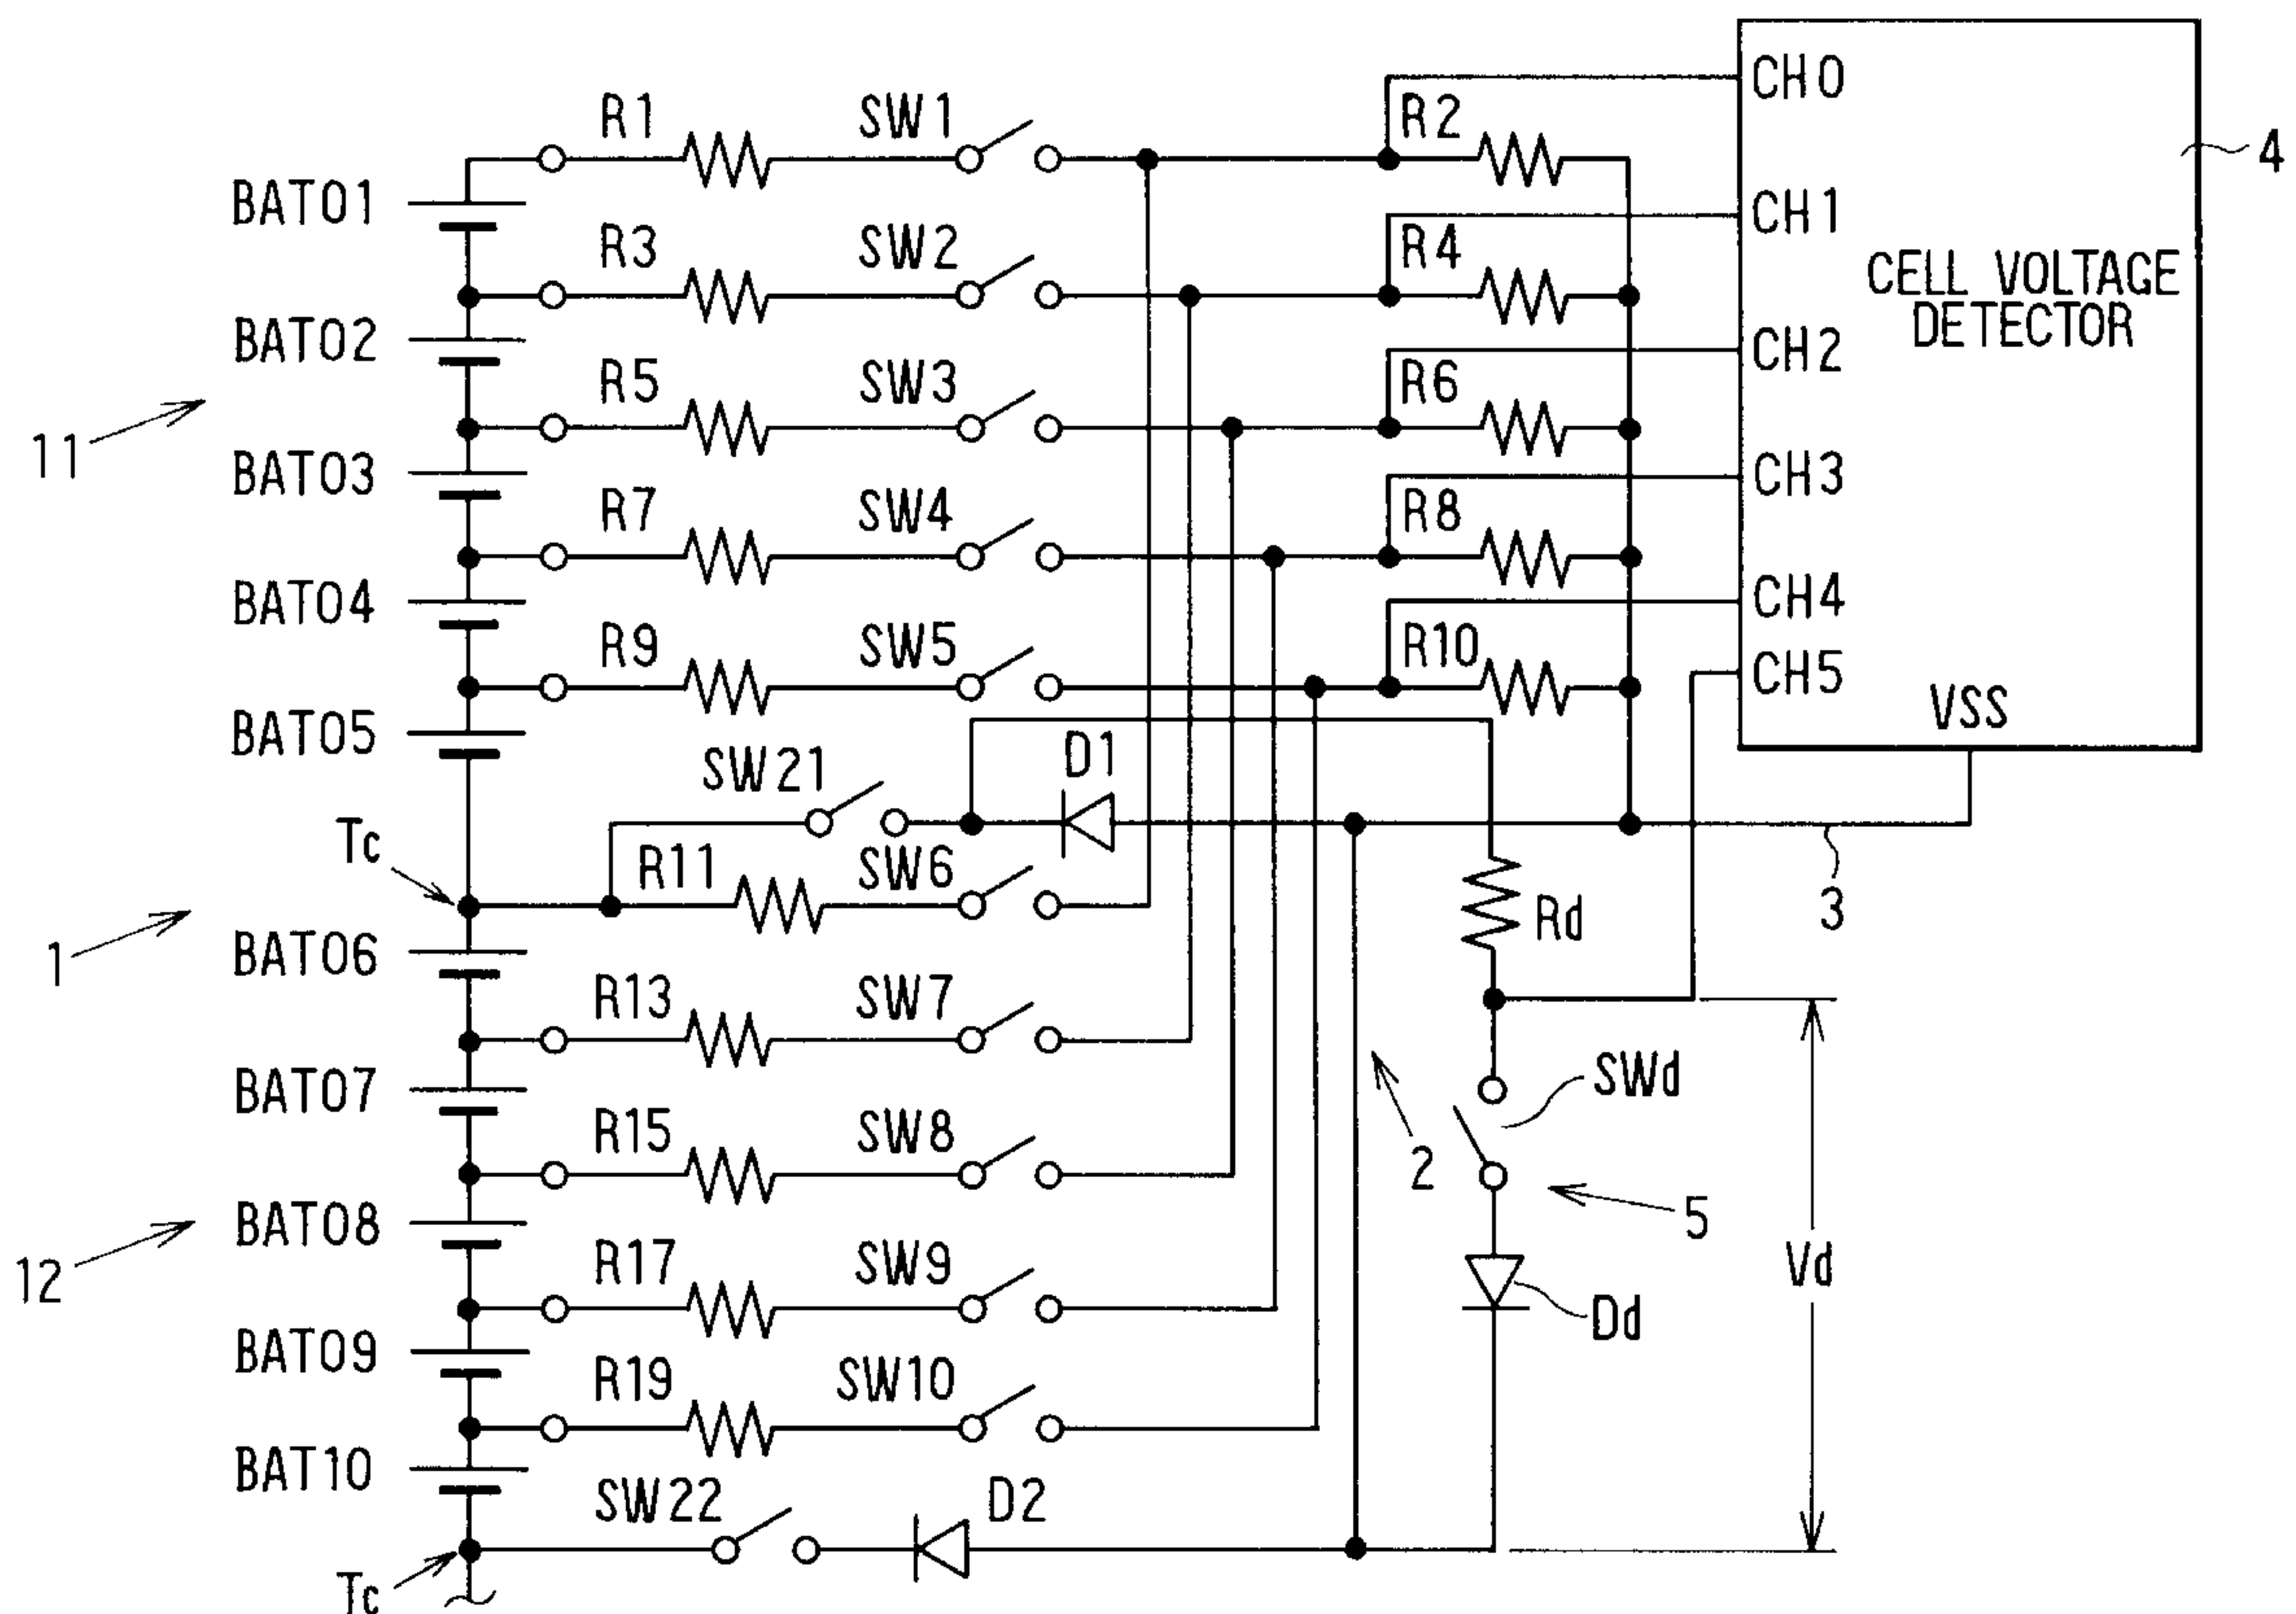 CH0
R1 SW1 R2
4
BAT01
CH1
R3 SW2 R4
CELL VOLTAGE
DETECTOR
BAT02
CH2
R5 SW3 R6
11
BAT03
CH3
R7 SW4 R8
BAT04
CH4
R9 SW5 R10
CH5
BAT05
VSS
SW21 D1
Tc
R11 SW6
3
Rd
1
BAT06
R13 SW7
SWd
BAT07
R15 SW8
2
5
BAT08
12
R17 SW9
Vd
Dd
BAT09
R19 SW10
BAT10
SW22 D2
Tc